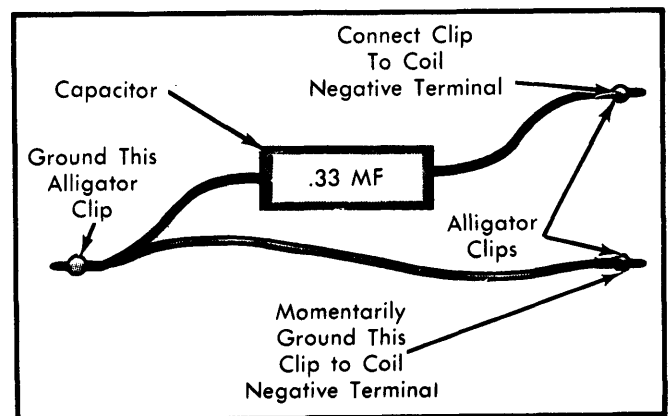 Connect Clip
To Coil
Negative Terminal
Capacitor
Ground This
Alligator
Clip
.33 MF
Alligator
Clips
Momentarily
Ground This
Clip to Coil
Negative Terminal